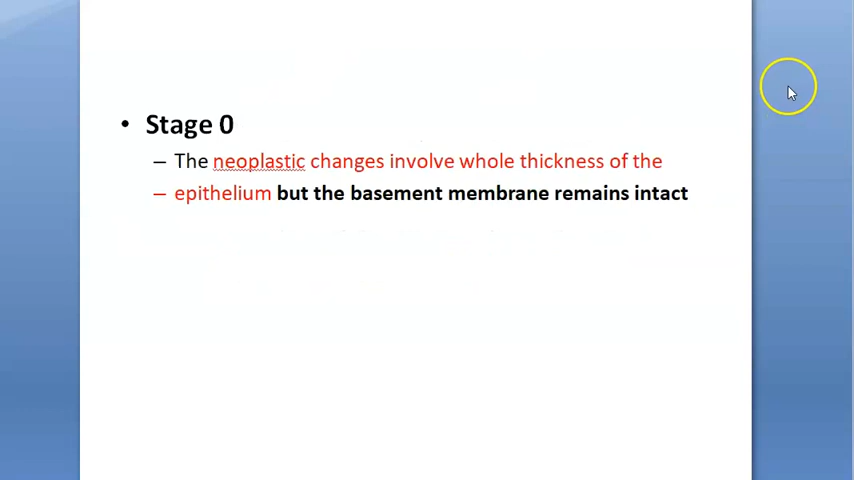 • Stage 0
– The neoplastic changes involve whole thickness of the
– epithelium but the basement membrane remains intact